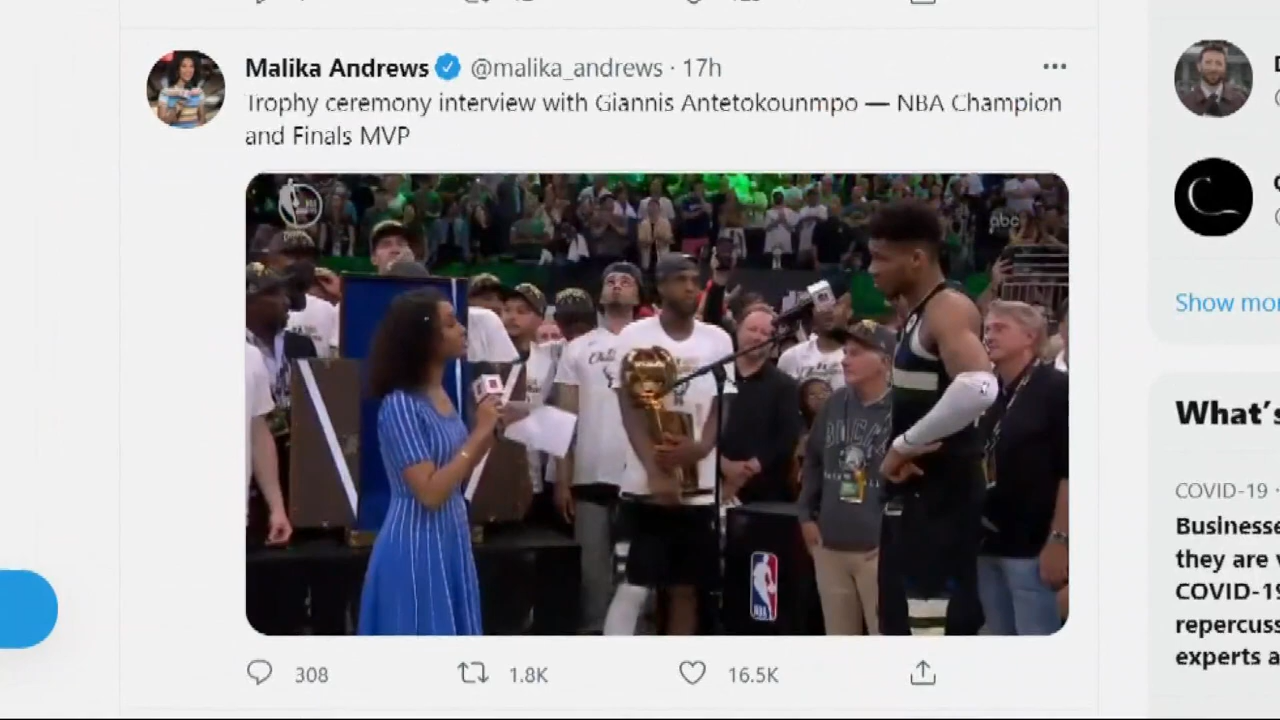 Malika Andrews @malika_andrews · 17h
Trophy ceremony interview with Giannis Antetokounmpo — NBA Champion
and Finals MVP
abc
NBA
308 1.8K 16.5K
Show mor
What's
COVID-19 ·
Businesse
they are
COVID-19
repercuss
experts a